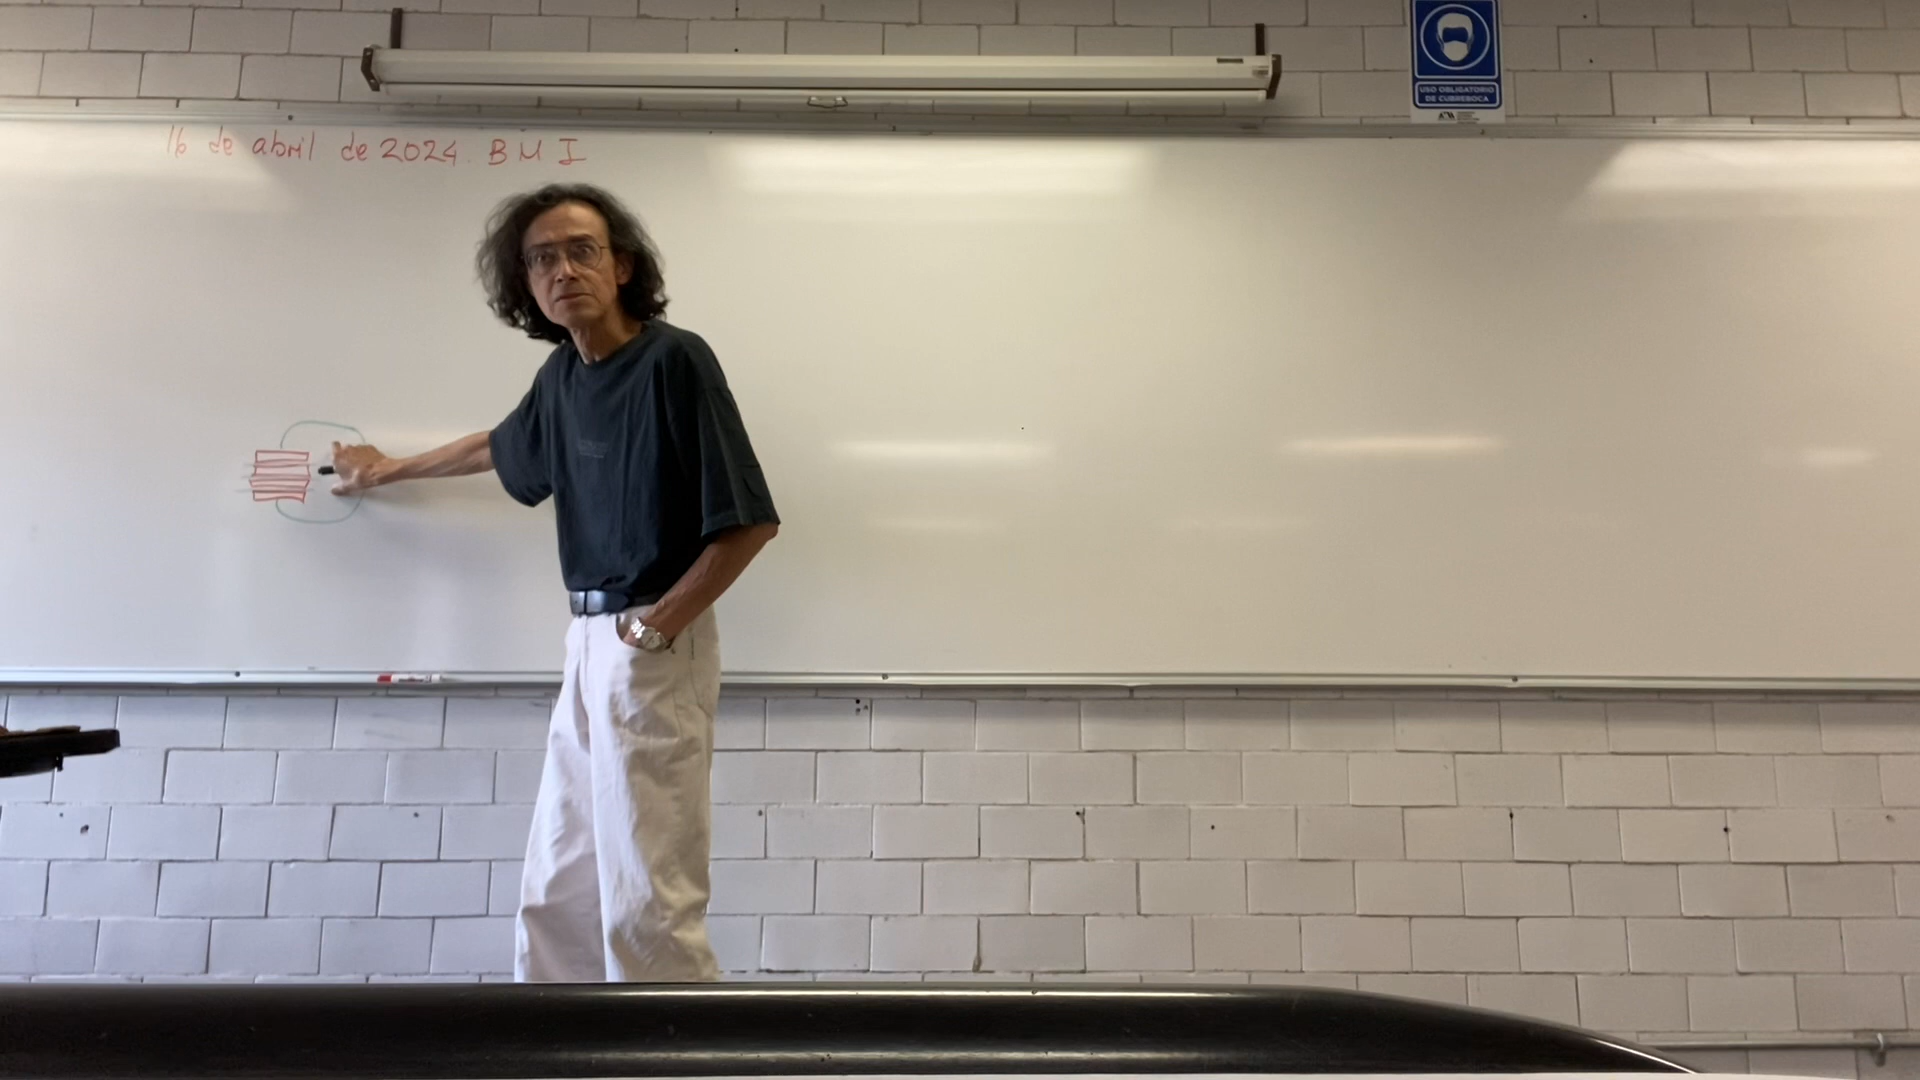 16 de abril de 2024. BMI
USO OBLIGATORIO
DE CUBREBOCA